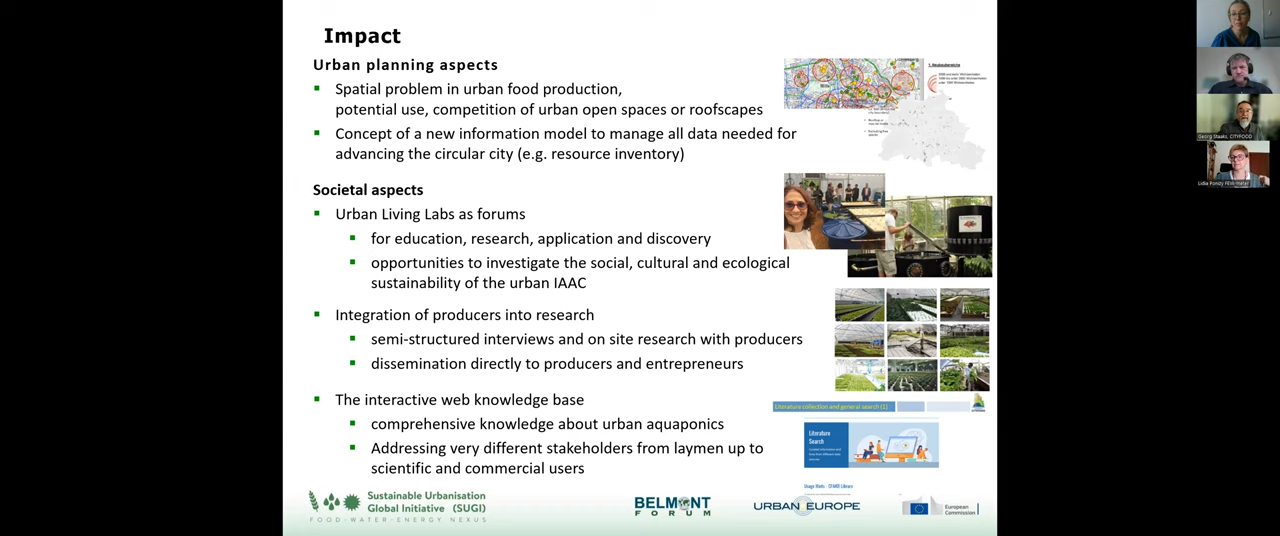 Impact
Urban planning aspects
Spatial problem in urban food production,
potential use, competition of urban open spaces or roofscapes
Concept of a new information model to manage all data needed for
advancing the circular city (e.g. resource inventory)
Societal aspects
Urban Living Labs as forums
for education, research, application and discovery
opportunities to investigate the social, cultural and ecological
sustainability of the urban IAAC
Integration of producers into research
semi-structured interviews and on site research with producers
dissemination directly to producers and entrepreneurs
The interactive web knowledge base
comprehensive knowledge about urban aquaponics
Addressing very different stakeholders from laymen up to
scientific and commercial users
Literature collection and general search (1)
Literature
Search
Sustainable Urbanisation
Global Initiative (SUGI)
FOOD-WATER-ENERGY NEXUS
BELMONT
FORUM
URBAN EUROPE
European
Commission
Georg Staaks, CITYFOOD